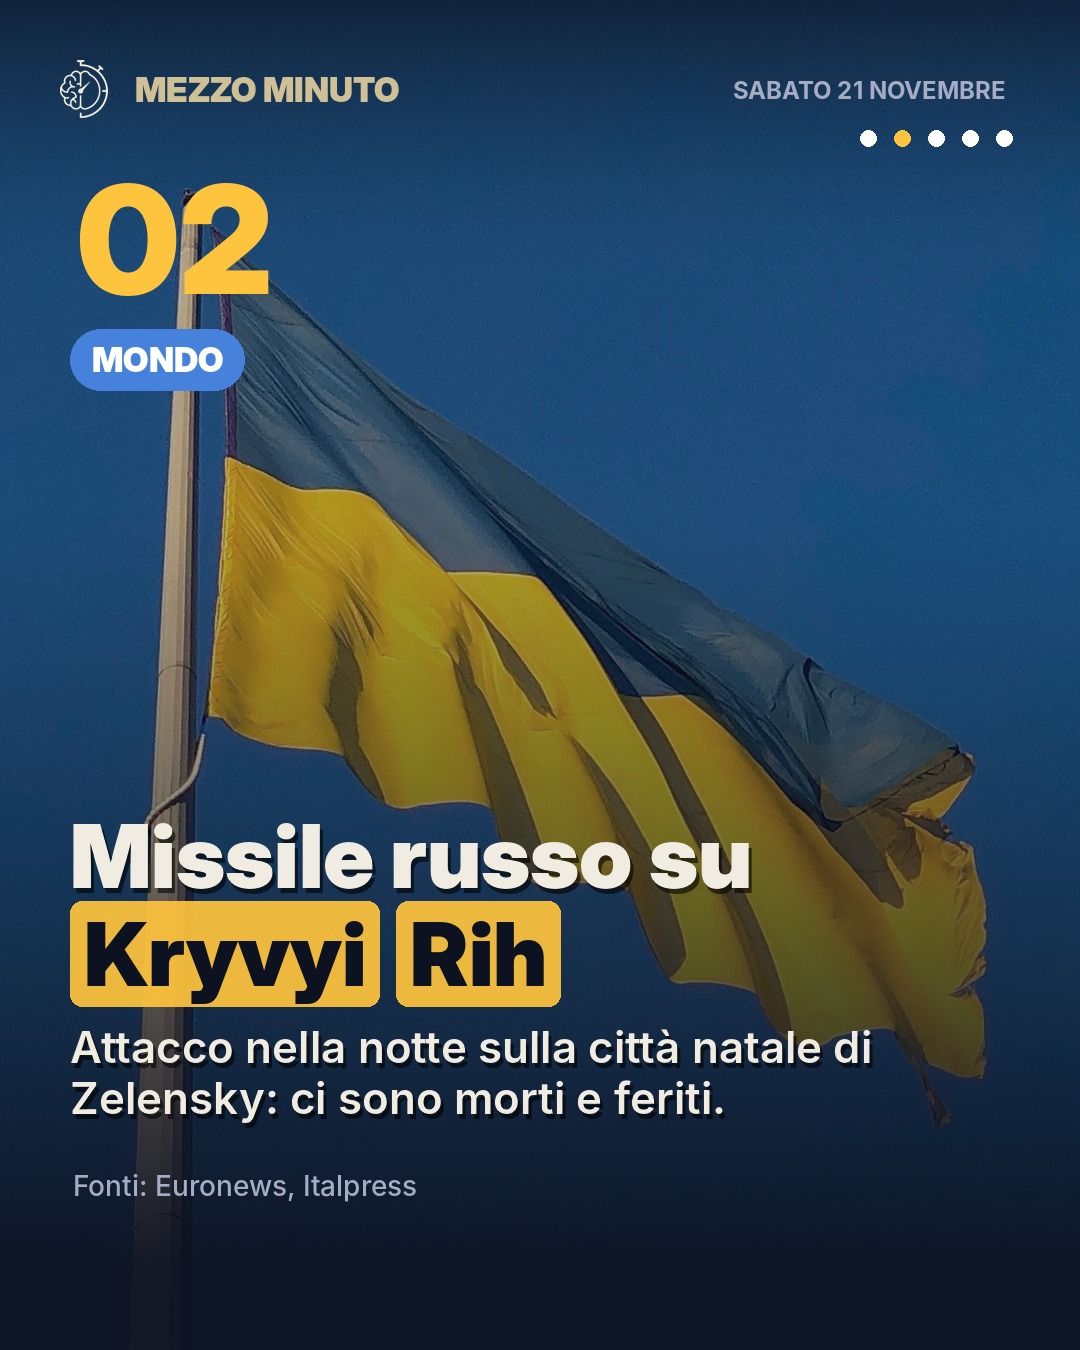 MEZZO MINUTO
SABATO 21 NOVEMBRE
02
MONDO
Missile russo su
Kryvyi Rih
Attacco nella notte sulla città natale di
Zelensky: ci sono morti e feriti.
Fonti: Euronews, Italpress